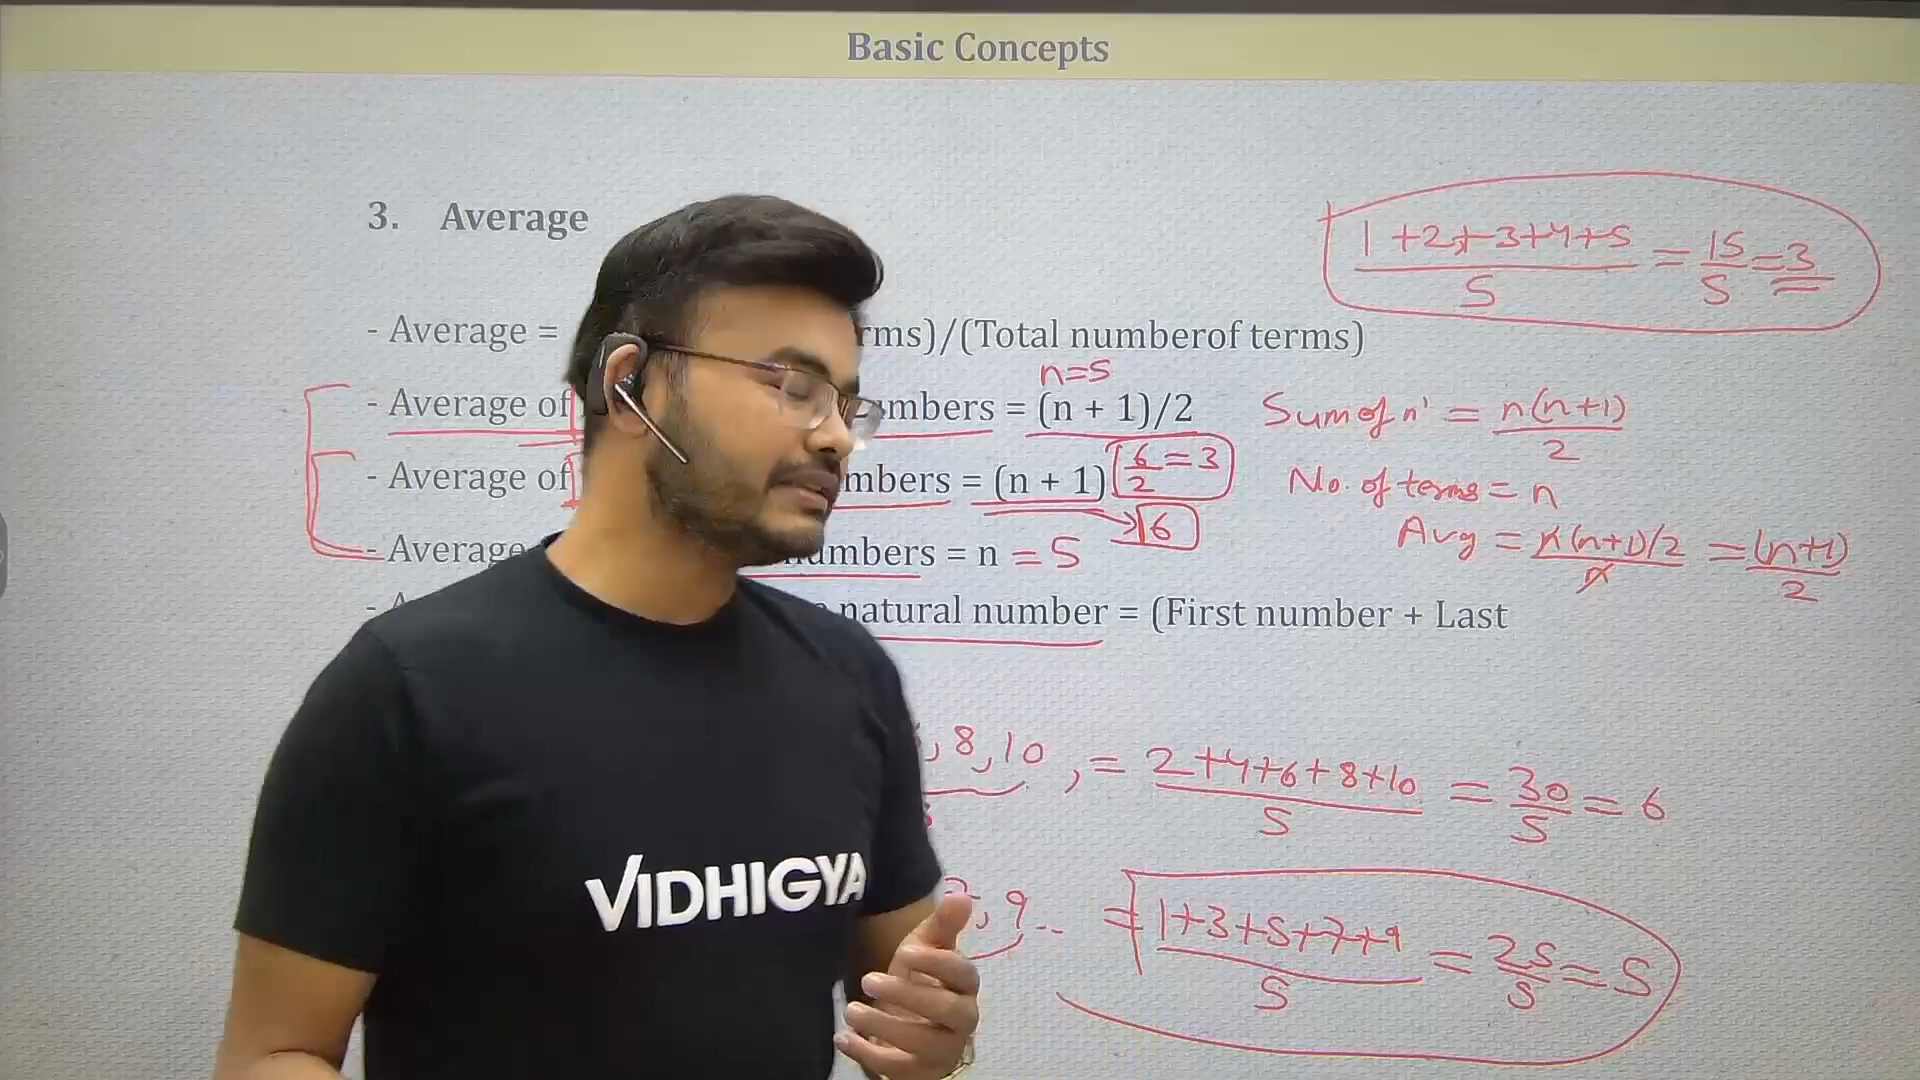 Basic Concepts
3. Average
1+2+3+4+5 / 5 = 15/5 = 3
- Average = rms)/(Total numberof terms)
n=5
- Average of umbers = (n + 1)/2
Sum of n' = n(n+1)/2
- Average of mbers = (n + 1) 6/2 = 3
No. of terms = n
6
- Average numbers = n = 5
Avg = n(n+1)/2 / n = (n+1)/2
- natural number = (First number + Last
, 8, 10, = 2+4+6+8+10 / 5 = 30/5 = 6
, 9.. = 1+3+5+7+9 / 5 = 25/5 = 5
VIDHIGYA